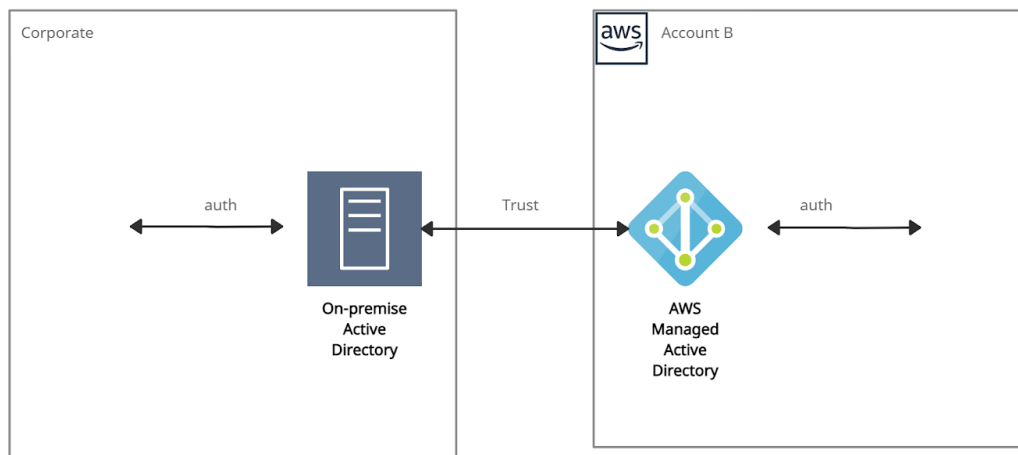 Corporate
aws
Account B
auth
Trust
auth
On-premise
Active
Directory
AWS
Managed
Active
Directory